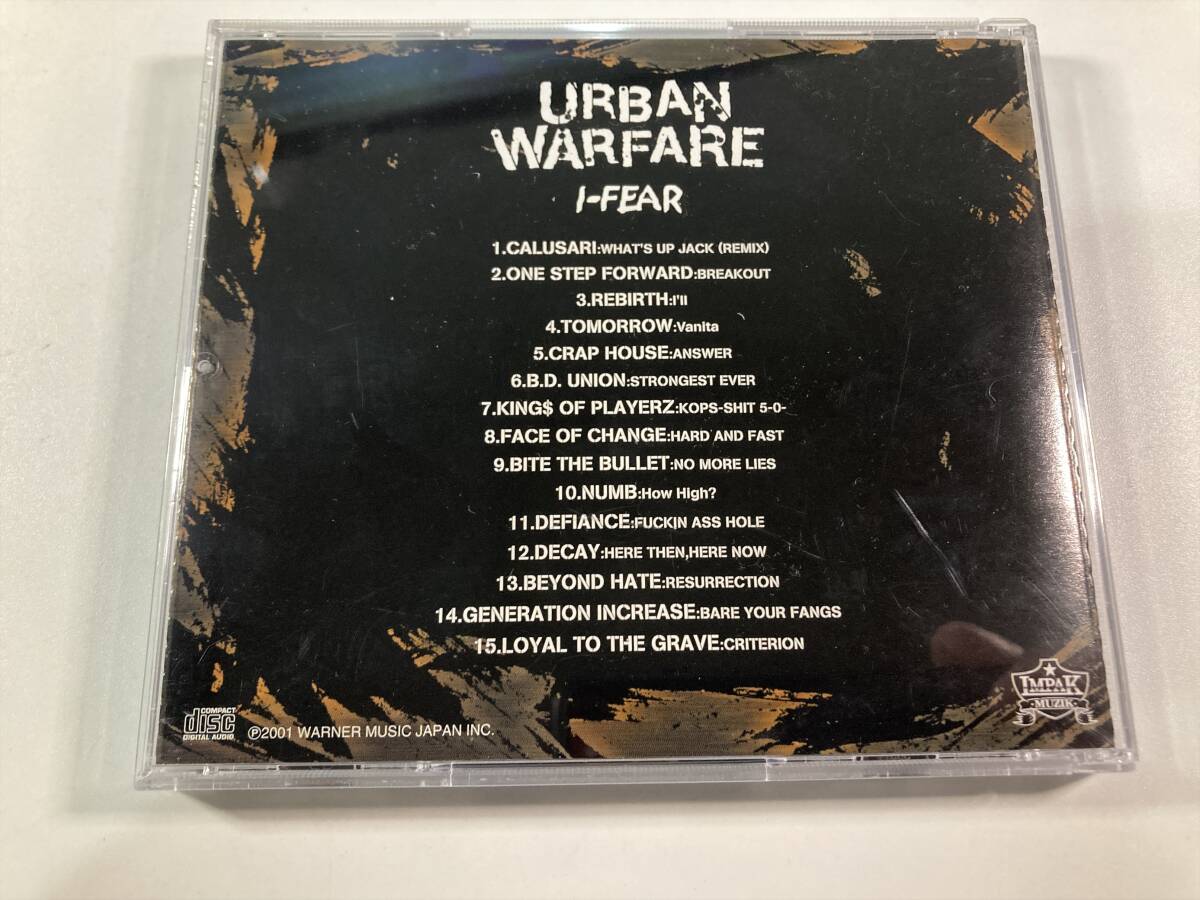 URBAN
WARFARE
I-FEAR
1.CALUSARI:WHAT'S UP JACK (REMIX)
2.ONE STEP FORWARD:BREAKOUT
3.REBIRTH:I'll
4.TOMORROW:Vanita
5.CRAP HOUSE:ANSWER
6.B.D. UNION:STRONGEST EVER
7.KING$ OF PLAYERZ:KOPS-SHIT 5-0-
8.FACE OF CHANGE:HARD AND FAST
9.BITE THE BULLET:NO MORE LIES
10.NUMB:How High?
11.DEFIANCE:FUCKIN ASS HOLE
12.DECAY:HERE THEN,HERE NOW
13.BEYOND HATE:RESURRECTION
14.GENERATION INCREASE:BARE YOUR FANGS
15.LOYAL TO THE GRAVE:CRITERION
COMPACT
disc
DIGITAL AUDIO
℗2001 WARNER MUSIC JAPAN INC.
IMPAK
·MUZIK·